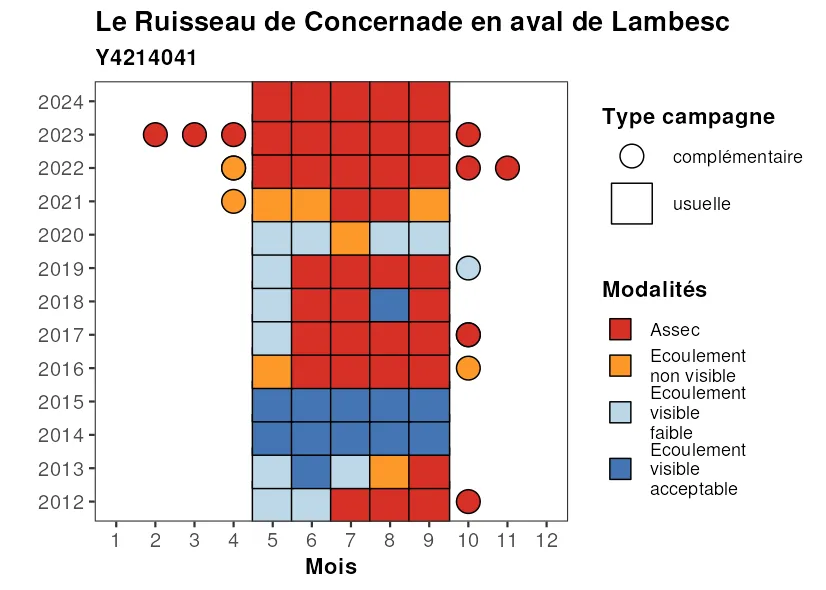 Le Ruisseau de Concernade en aval de Lambesc
Y4214041
2024
2023
2022
2021
2020
2019
2018
2017
2016
2015
2014
2013
2012
1 2 3 4 5 6 7 8 9 10 11 12
Mois
Type campagne
complémentaire
usuelle
Modalités
Assec
Ecoulement
non visible
Ecoulement
visible
faible
Ecoulement
visible
acceptable